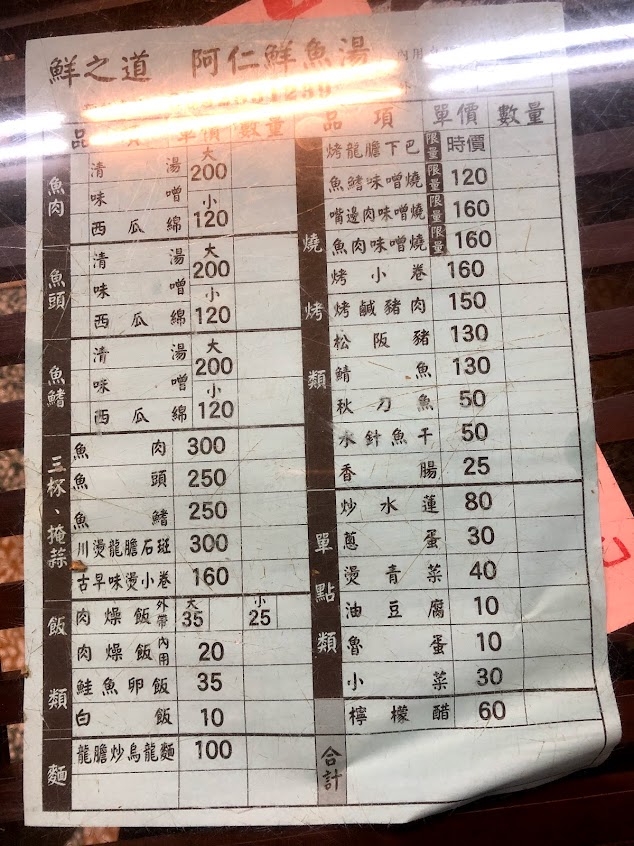 鮮之道 阿仁鮮魚湯
品 項 單價 數量
魚肉
清湯 大 200
味噌 小
西瓜綿 120
魚頭
清湯 大 200
味噌 小
西瓜綿 120
魚鰭
清湯 大 200
味噌 小
西瓜綿 120
三杯、掩蒜
魚肉 300
魚頭 250
魚鰭 250
川燙龍膽石斑 300
古早味燙小卷 160
飯類
肉燥飯外帶 大35 小25
肉燥飯內用 20
鮭魚卵飯 35
白飯 10
麵
龍膽炒烏龍麵 100
品 項 單價 數量
燒烤類
烤龍膽下巴 限量 時價
魚鰭味噌燒 限量 120
嘴邊肉味噌燒 限量 160
魚肉味噌燒 限量 160
烤小卷 160
烤鹹豬肉 150
松阪豬 130
鯖魚 130
秋刀魚 50
水針魚干 50
香腸 25
單點類
炒水蓮 80
蔥蛋 30
燙青菜 40
油豆腐 10
魯蛋 10
小菜 30
檸檬醋 60
合計